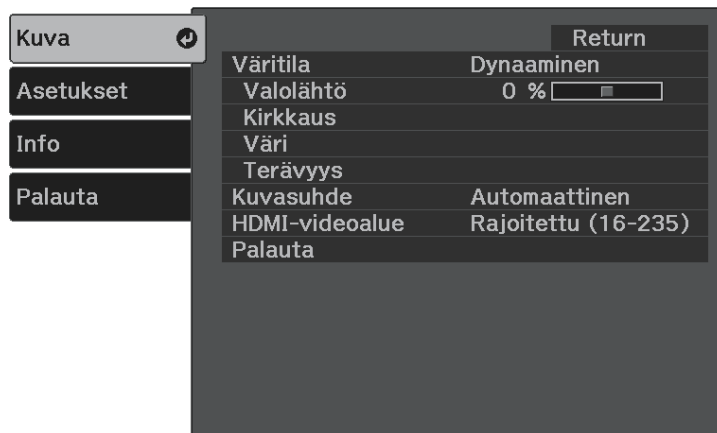 Kuva
Asetukset
Info
Palauta
Return
Väritila Dynaaminen
Valolähtö 0 %
Kirkkaus
Väri
Terävyys
Kuvasuhde Automaattinen
HDMI-videoalue Rajoitettu (16-235)
Palauta